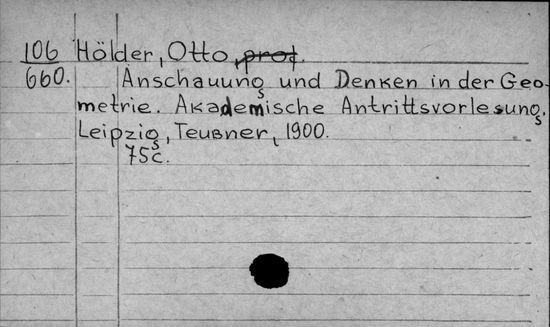 106 Hölder, Otto, prof.
660. Anschauung und Denken in der Geo-
metrie. Akademische Antrittsvorlesung.
Leipzig, Teubner, 1900.
75c.